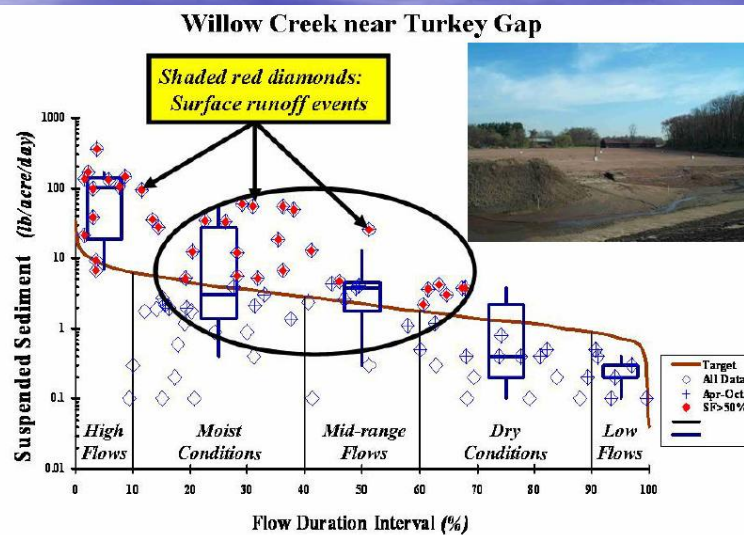 Willow Creek near Turkey Gap
Shaded red diamonds:
Surface runoff events
Suspended Sediment (lb/acre/day)
1000
100
10
1
0.1
0.01
High
Flows
Moist
Conditions
Mid-range
Flows
Dry
Conditions
Low
Flows
0 10 20 30 40 50 60 70 80 90 100
Flow Duration Interval (%)
Target
All Data
Apr-Oct
SF>50%